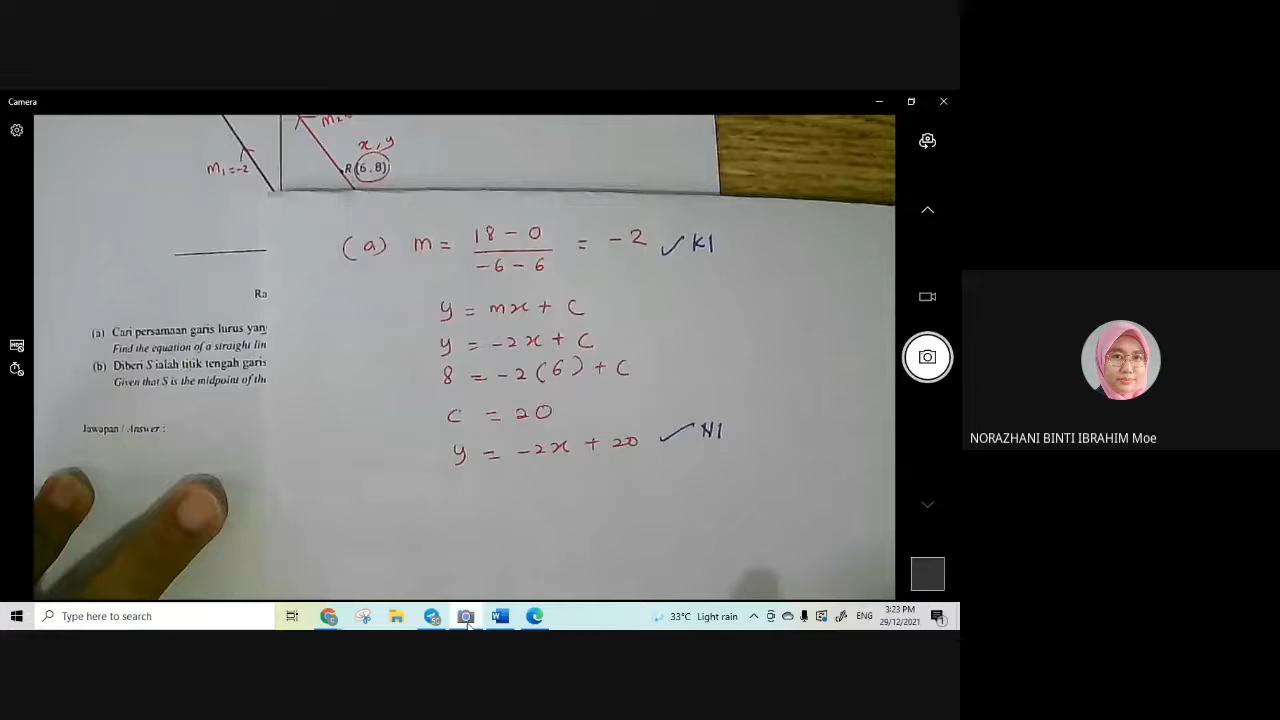 Camera
m₂=
x, y
m₁=-2
R(6, 8)
(a) m = 18 - 0 / -6 - 6 = -2 ✓ K1
y = mx + C
y = -2x + C
8 = -2(6) + C
C = 20
y = -2x + 20 ✓ N1
Ra
(a) Cari persamaan garis lurus yan
Find the equation of a straight lin
(b) Diberi S ialah titik tengah garis
Given that S is the midpoint of th
Jawapan / Answer :
NORAZHANI BINTI IBRAHIM Moe
Type here to search
33°C Light rain
ENG
3:23 PM
29/12/2021